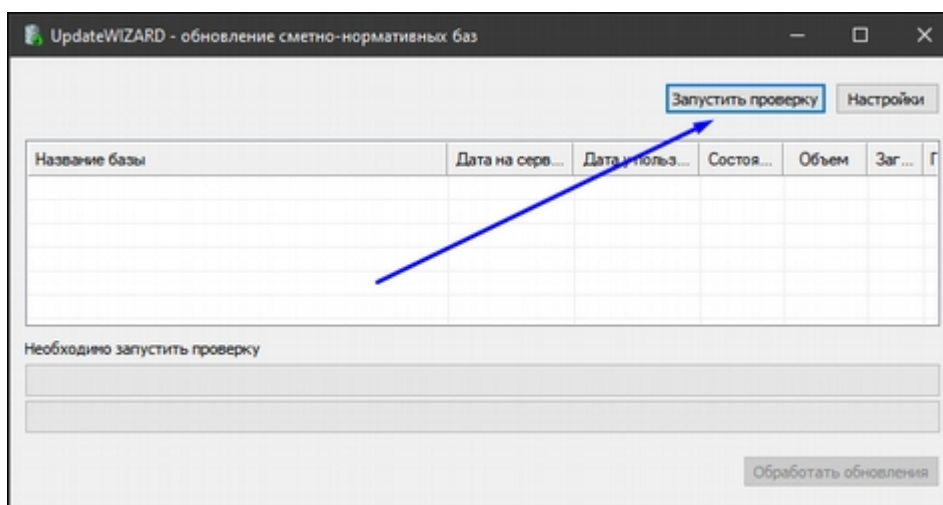 UpdateWIZARD - обновление сметно-нормативных баз
Запустить проверку Настройки
Название базы Дата на серв... Дата у польз... Состоя... Объем Заг... Г
Необходимо запустить проверку
Обработать обновления